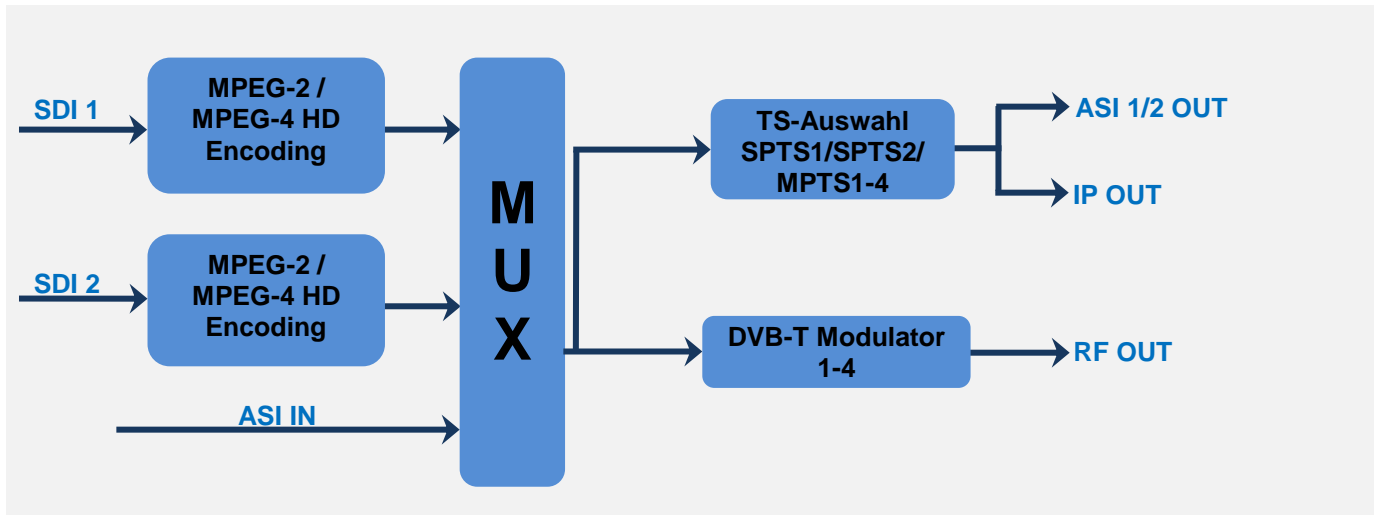 SDI 1
MPEG-2 /
MPEG-4 HD
Encoding
SDI 2
MPEG-2 /
MPEG-4 HD
Encoding
ASI IN
M
U
X
TS-Auswahl
SPTS1/SPTS2/
MPTS1-4
ASI 1/2 OUT
IP OUT
DVB-T Modulator
1-4
RF OUT